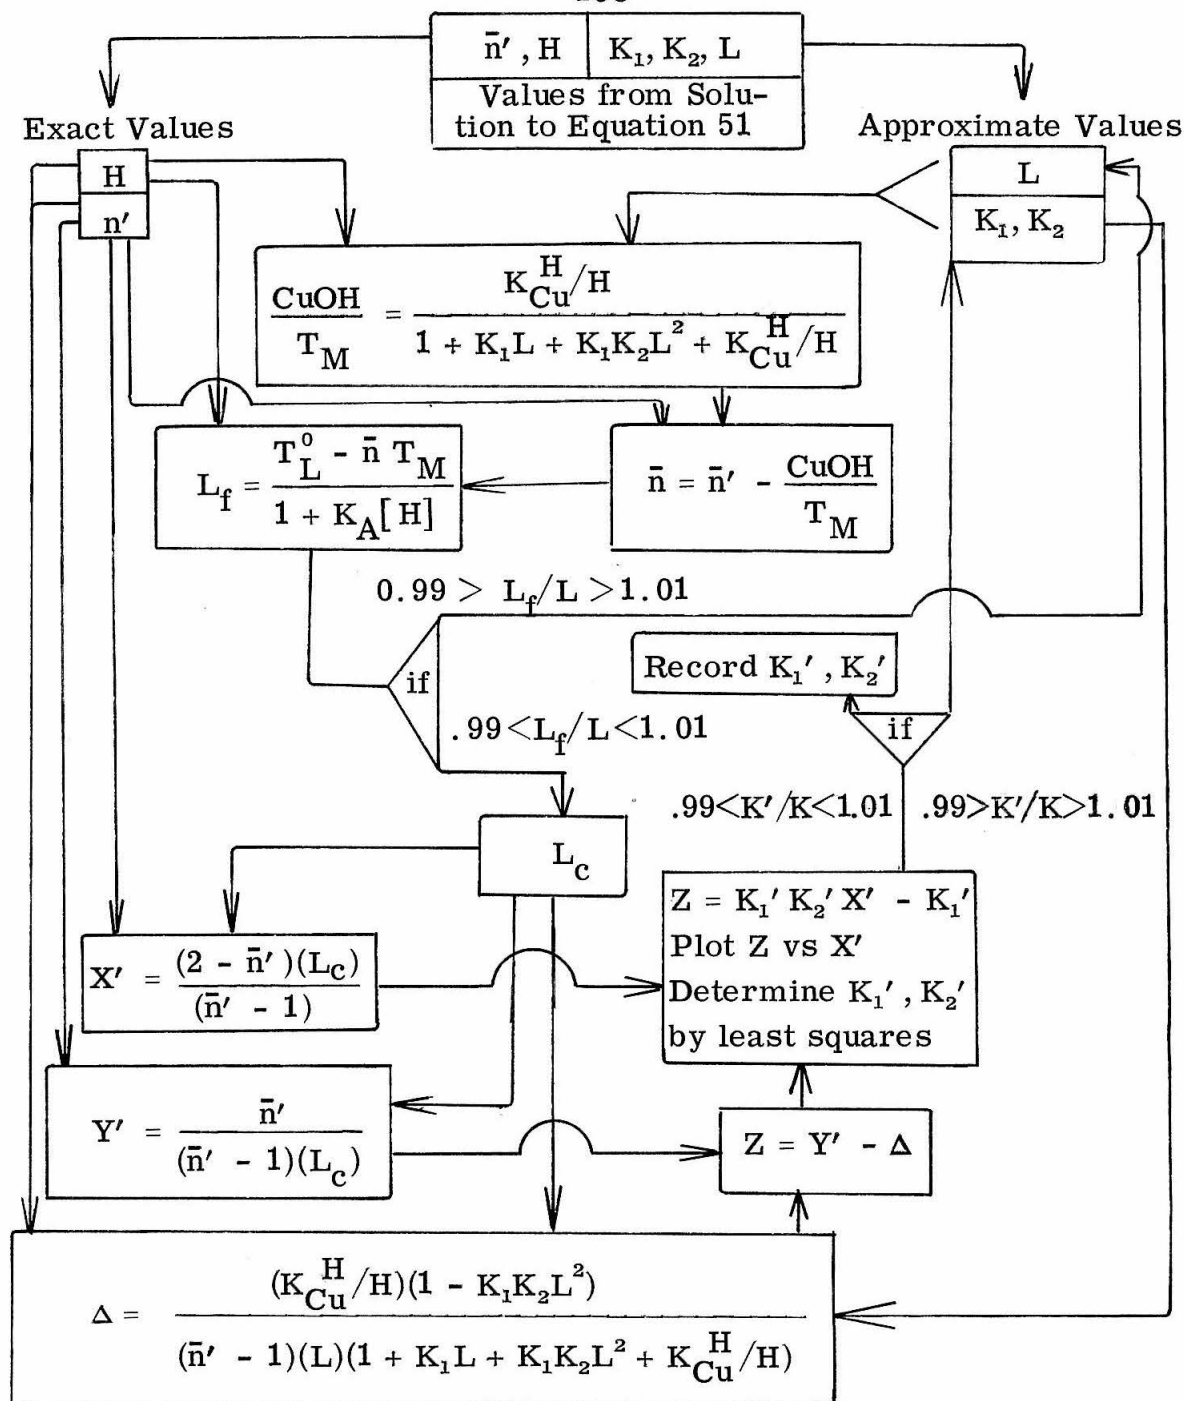 n̄′, H | K₁, K₂, L
Values from Solu-
tion to Equation 51
Exact Values
Approximate Values
H
n′
L
K₁, K₂
CuOH/T_M = (K_Cu^H/H)/(1 + K₁L + K₁K₂L² + K_Cu^H/H)
L_f = (T_L^0 - n̄ T_M)/(1 + K_A[H])
n̄ = n̄′ - CuOH/T_M
0.99 > L_f/L >1.01
Record K₁′, K₂′
if
.99<L_f/L<1.01
if
.99<K′/K<1.01
.99>K′/K>1.01
L_c
Z = K₁′ K₂′ X′ - K₁′
Plot Z vs X′
Determine K₁′, K₂′
by least squares
X′ = (2 - n̄′)(L_c)/(n̄′ - 1)
Y′ = n̄′/((n̄′ - 1)(L_c))
Z = Y′ - Δ
Δ = (K_Cu^H/H)(1 - K₁K₂L²)/((n̄′ - 1)(L)(1 + K₁L + K₁K₂L² + K_Cu^H/H))